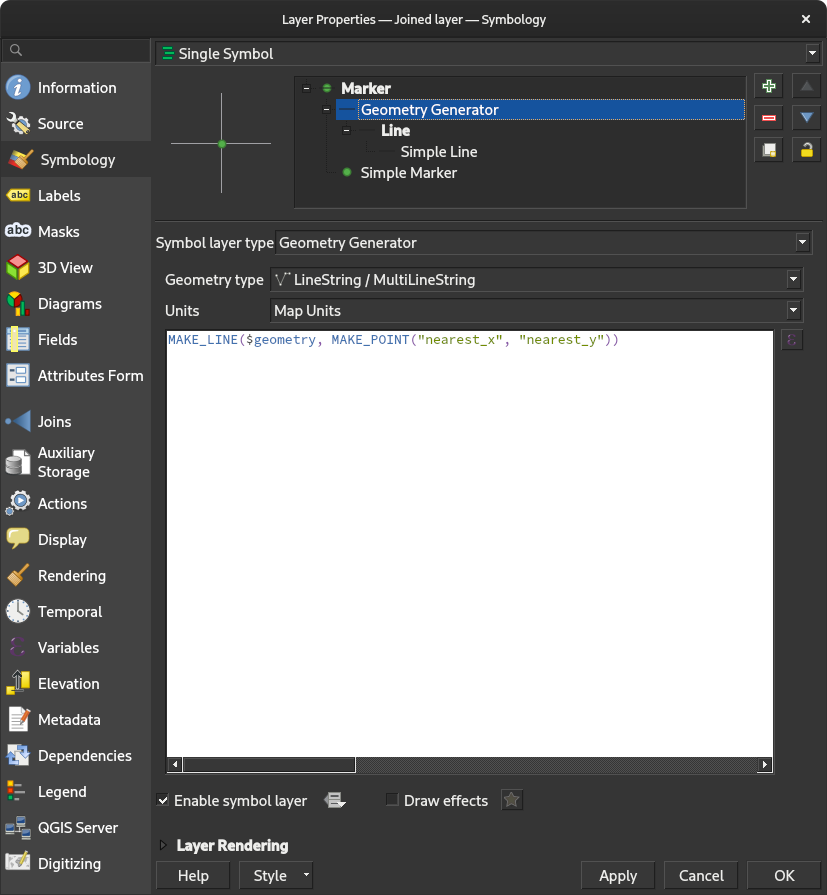 Layer Properties — Joined layer — Symbology
Information
Source
Symbology
abc Labels
abc Masks
3D View
Diagrams
Fields
Attributes Form
Joins
Auxiliary
Storage
Actions
Display
Rendering
Temporal
Variables
Elevation
Metadata
Dependencies
Legend
QGIS Server
Digitizing
Single Symbol
Marker
Geometry Generator
Line
Simple Line
Simple Marker
Symbol layer type Geometry Generator
Geometry type LineString / MultiLineString
Units Map Units
MAKE_LINE($geometry, MAKE_POINT("nearest_x", "nearest_y"))
Enable symbol layer Draw effects
Layer Rendering
Help Style Apply Cancel OK